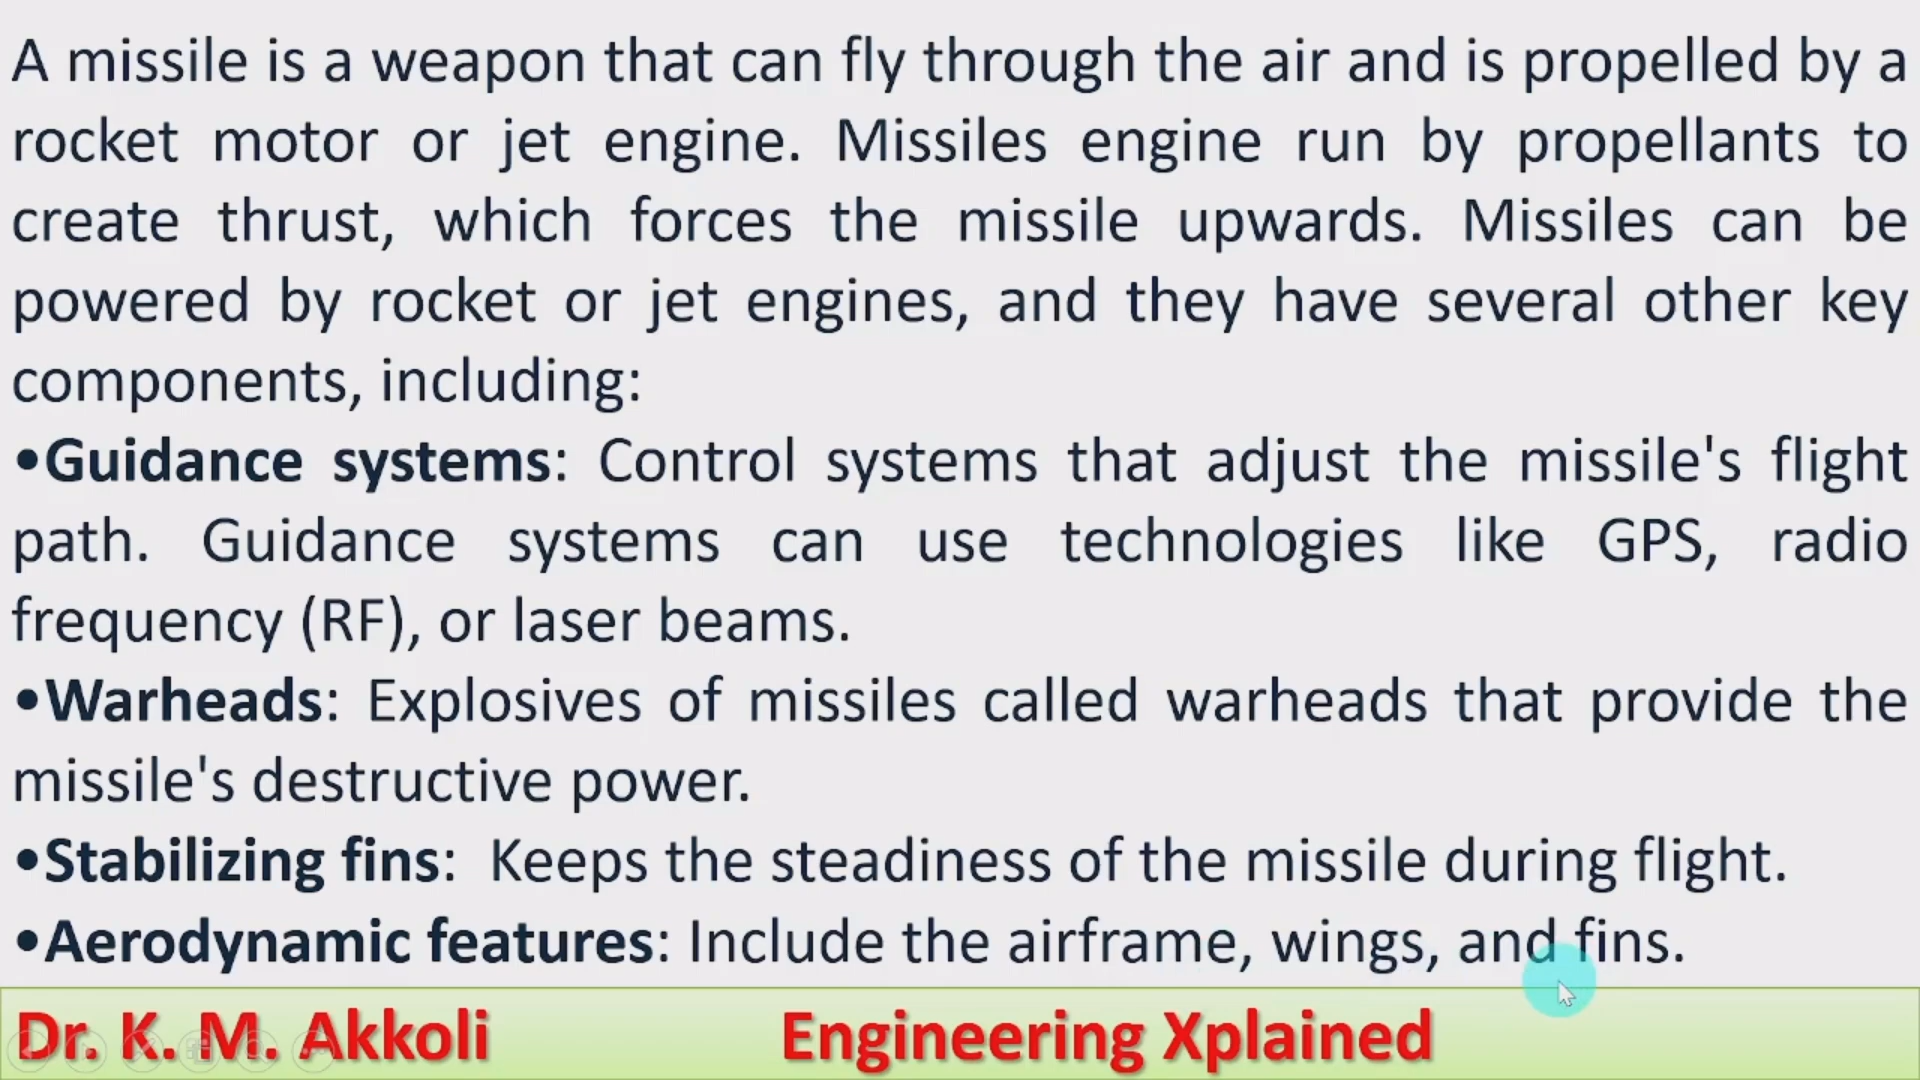 A missile is a weapon that can fly through the air and is propelled by a
rocket motor or jet engine. Missiles engine run by propellants to
create thrust, which forces the missile upwards. Missiles can be
powered by rocket or jet engines, and they have several other key
components, including:
•Guidance systems: Control systems that adjust the missile's flight
path. Guidance systems can use technologies like GPS, radio
frequency (RF), or laser beams.
•Warheads: Explosives of missiles called warheads that provide the
missile's destructive power.
•Stabilizing fins: Keeps the steadiness of the missile during flight.
•Aerodynamic features: Include the airframe, wings, and fins.
Dr. K. M. Akkoli Engineering Xplained